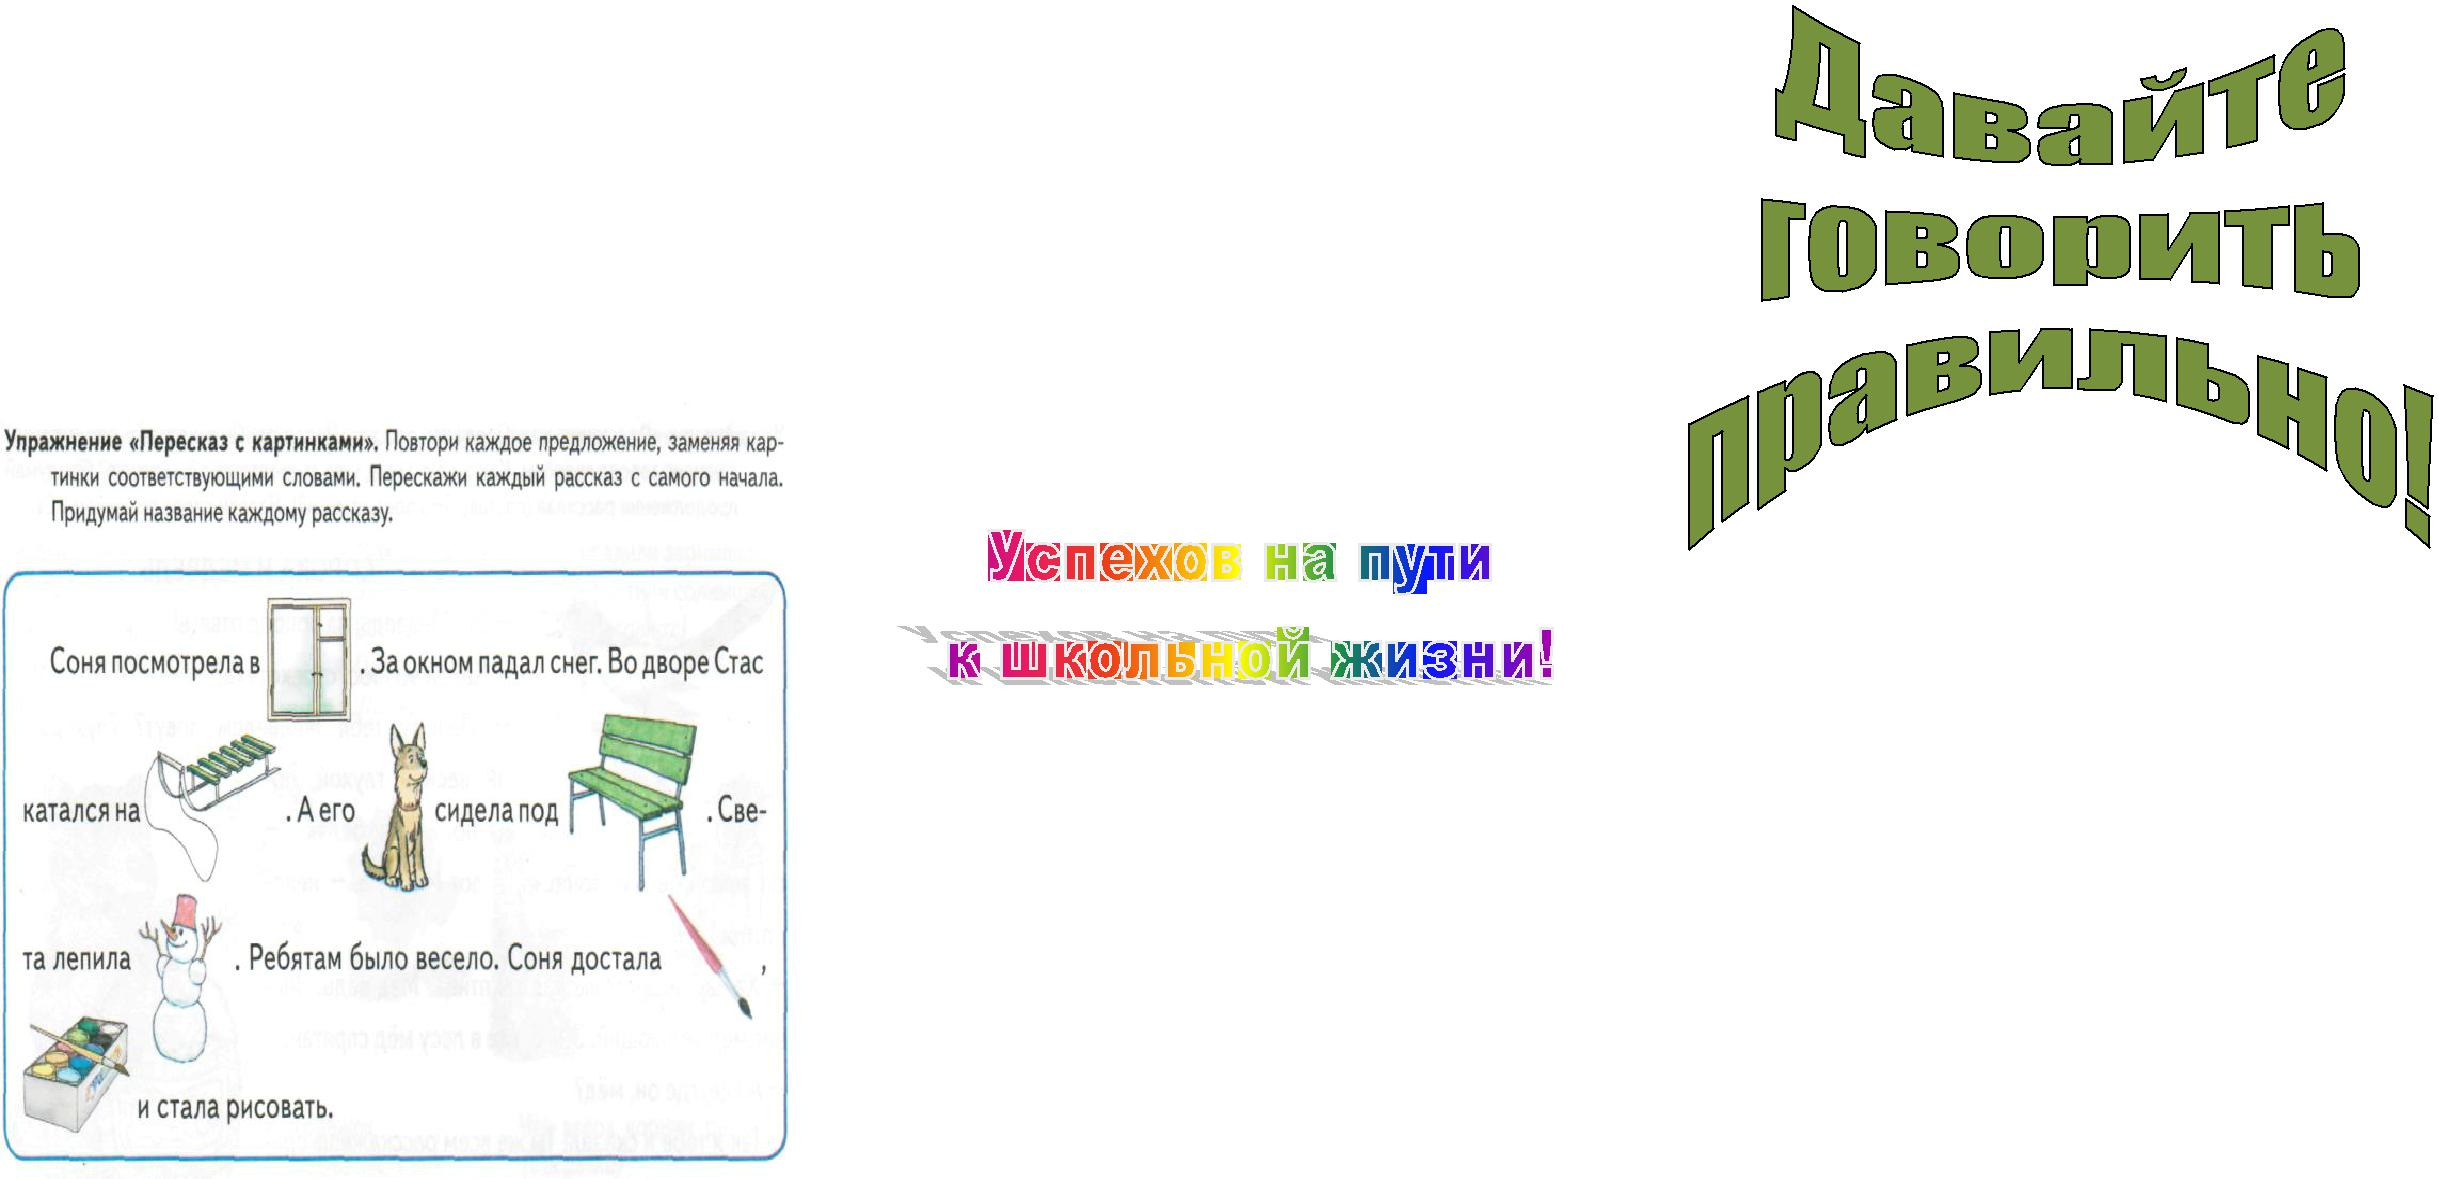 Упражнение «Пересказ с картинками». Повтори каждое предложение, заменяя кар-
тинки соответствующими словами. Перескажи каждый рассказ с самого начала.
Придумай название каждому рассказу.
Соня посмотрела в . За окном падал снег. Во дворе Стас
катался на . А его сидела под . Све-
та лепила . Ребятам было весело. Соня достала ,
и стала рисовать.
Успехов на пути
к школьной жизни!
Давайте
говорить
правильно!